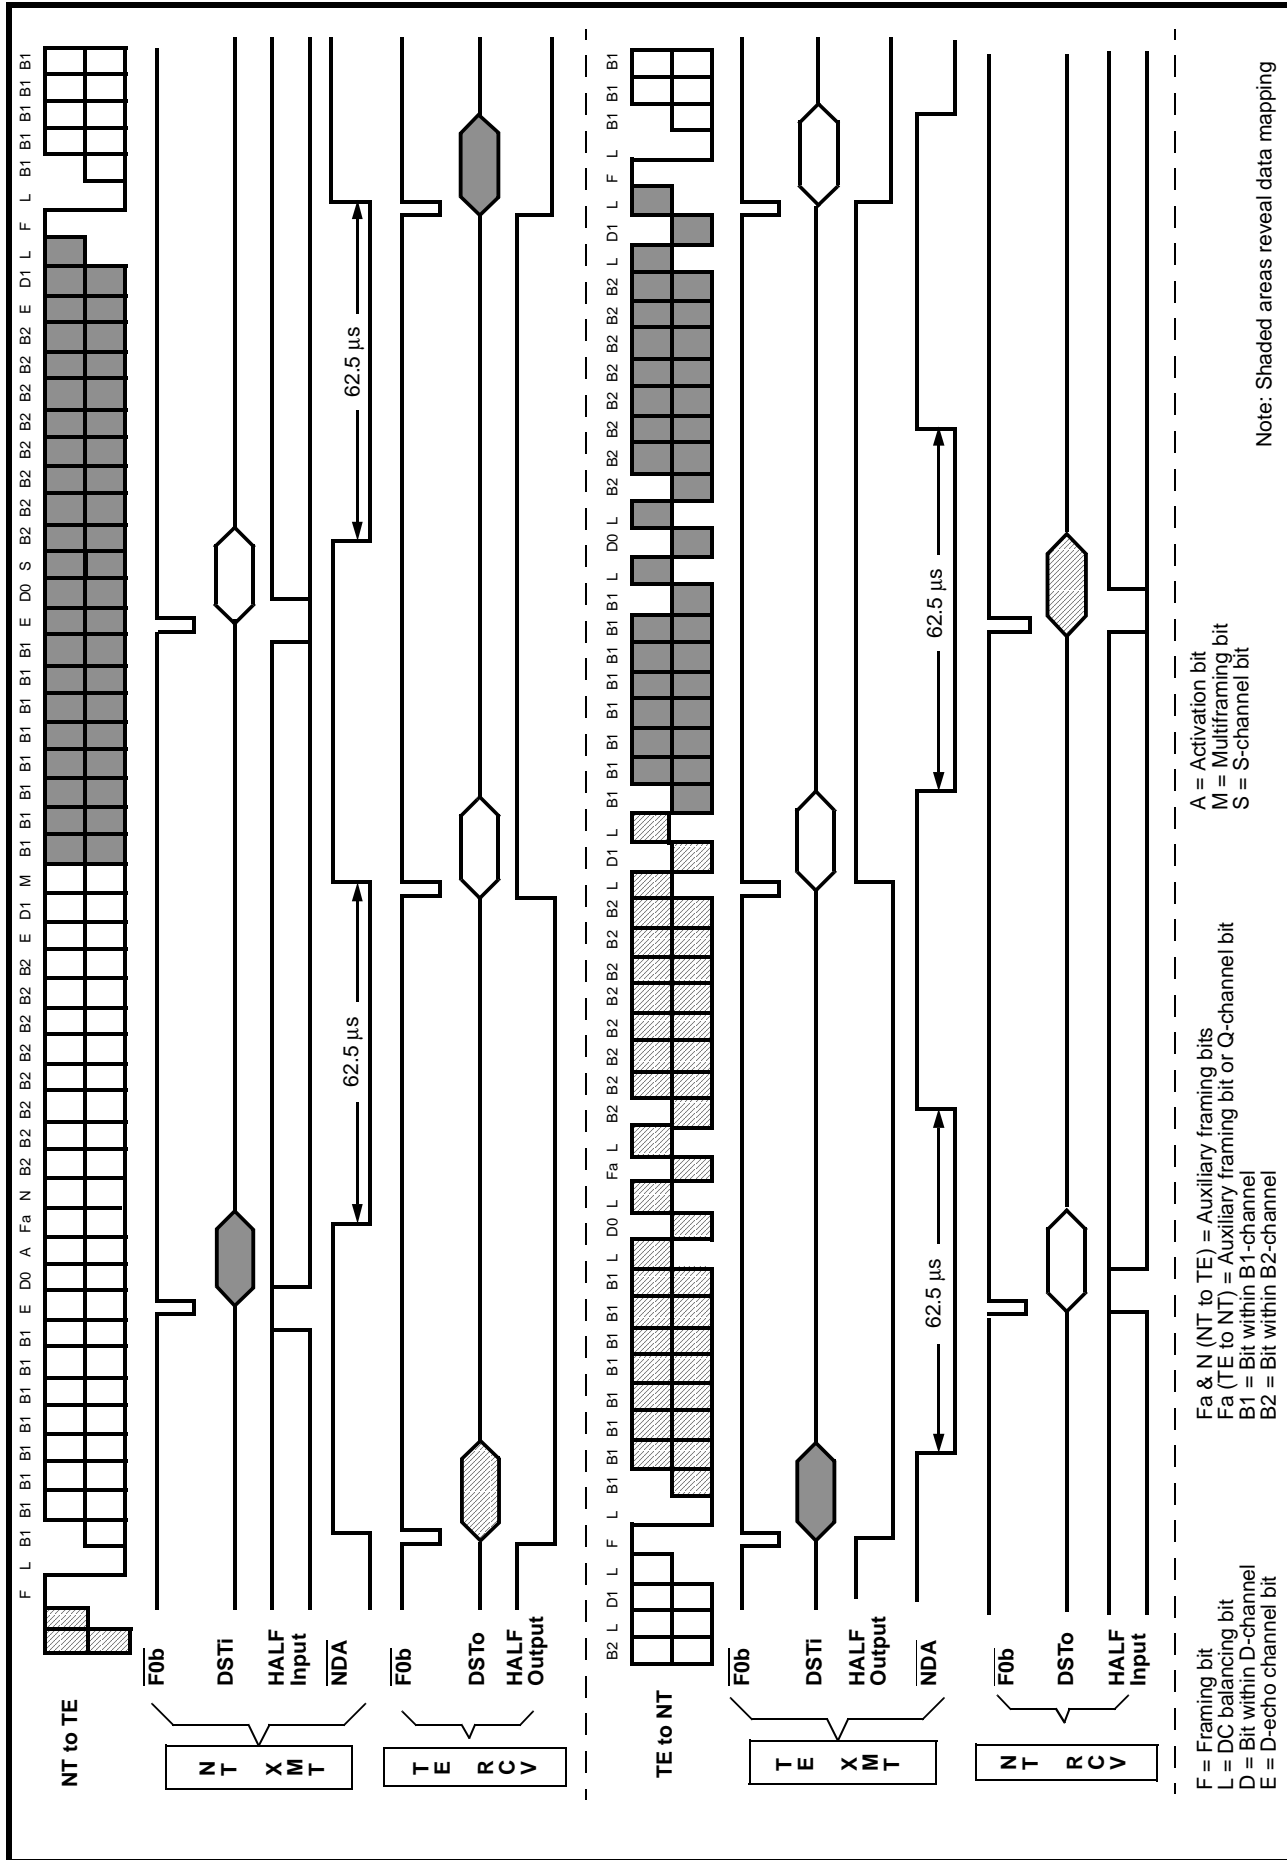 NT to TE
F L B1 B1 B1 B1 B1 B1 B1 B1 E D0 A Fa N B2 B2 B2 B2 B2 B2 B2 B2 E D1 M B1 B1 B1 B1 B1 B1 B1 B1 E D0 S B2 B2 B2 B2 B2 B2 B2 B2 E D1 L F L B1 B1 B1 B1 B1
NT XMT
F0b
DSTi
HALF
Input
NDA
62.5 µs
62.5 µs
TE RCV
F0b
DSTo
HALF
Output
TE to NT
B2 L D1 L F L B1 B1 B1 B1 B1 B1 B1 B1 L D0 L Fa L B2 B2 B2 B2 B2 B2 B2 B2 L D1 L B1 B1 B1 B1 B1 B1 B1 B1 L D0 L B2 B2 B2 B2 B2 B2 B2 B2 L D1 L F L B1 B1 B1
TE XMT
F0b
DSTi
HALF
Output
NDA
62.5 µs
62.5 µs
NT RCV
F0b
DSTo
HALF
Input
F = Framing bit
L = DC balancing bit
D = Bit within D-channel
E = D-echo channel bit
Fa & N (NT to TE) = Auxiliary framing bits
Fa (TE to NT) = Auxiliary framing bit or Q-channel bit
B1 = Bit within B1-channel
B2 = Bit within B2-channel
A = Activation bit
M = Multiframing bit
S = S-channel bit
Note: Shaded areas reveal data mapping